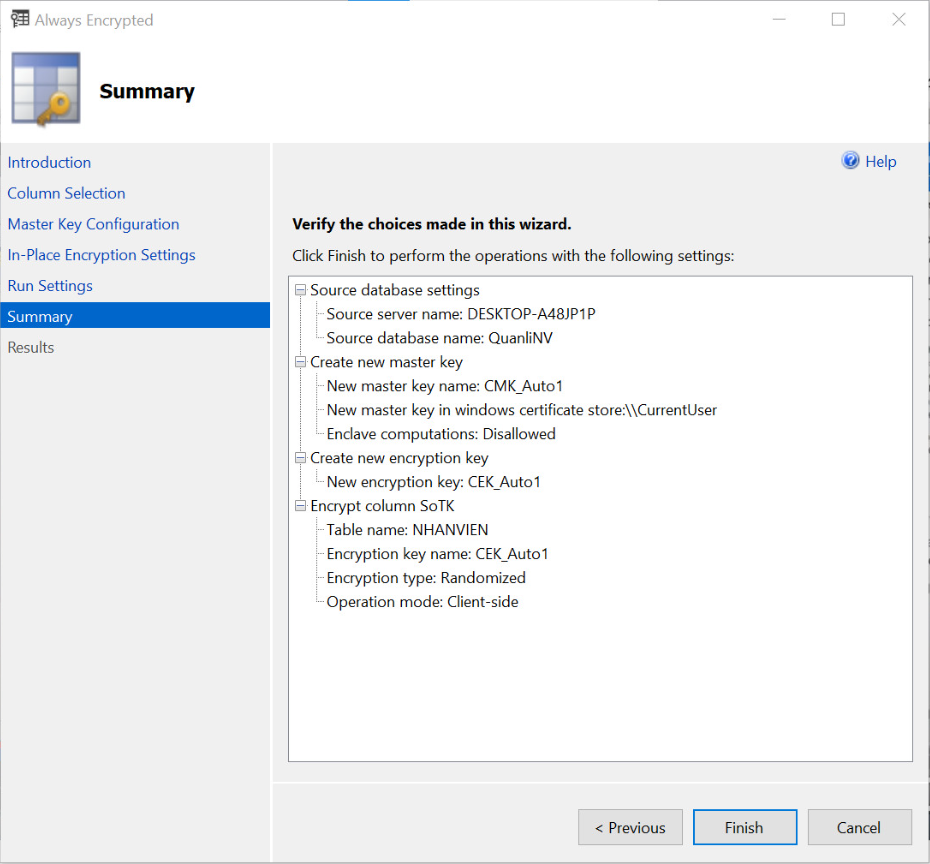 Always Encrypted
Summary
Introduction
Column Selection
Master Key Configuration
In-Place Encryption Settings
Run Settings
Summary
Results
Help
Verify the choices made in this wizard.
Click Finish to perform the operations with the following settings:
Source database settings
Source server name: DESKTOP-A48JP1P
Source database name: QuanliNV
Create new master key
New master key name: CMK_Auto1
New master key in windows certificate store:\\CurrentUser
Enclave computations: Disallowed
Create new encryption key
New encryption key: CEK_Auto1
Encrypt column SoTK
Table name: NHANVIEN
Encryption key name: CEK_Auto1
Encryption type: Randomized
Operation mode: Client-side
< Previous
Finish
Cancel